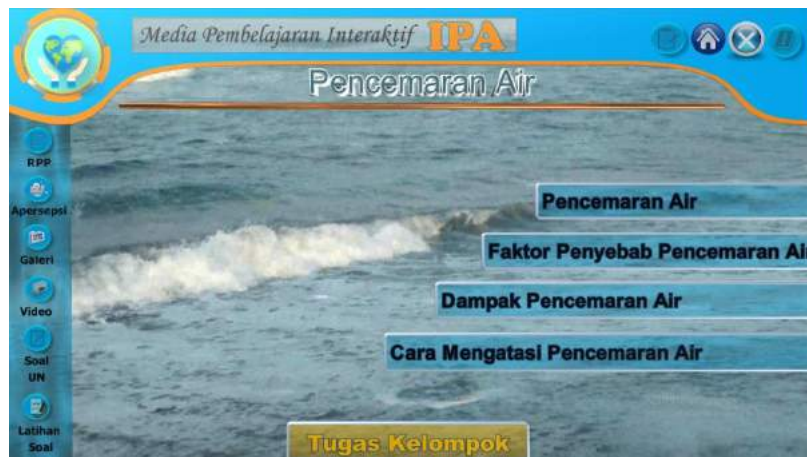 Media Pembelajaran Interaktif IPA
Pencemaran Air
RPP
Apersepsi
Galeri
Video
Soal
UN
Latihan
Soal
Pencemaran Air
Faktor Penyebab Pencemaran Ai
Dampak Pencemaran Air
Cara Mengatasi Pencemaran Air
Tugas Kelompok